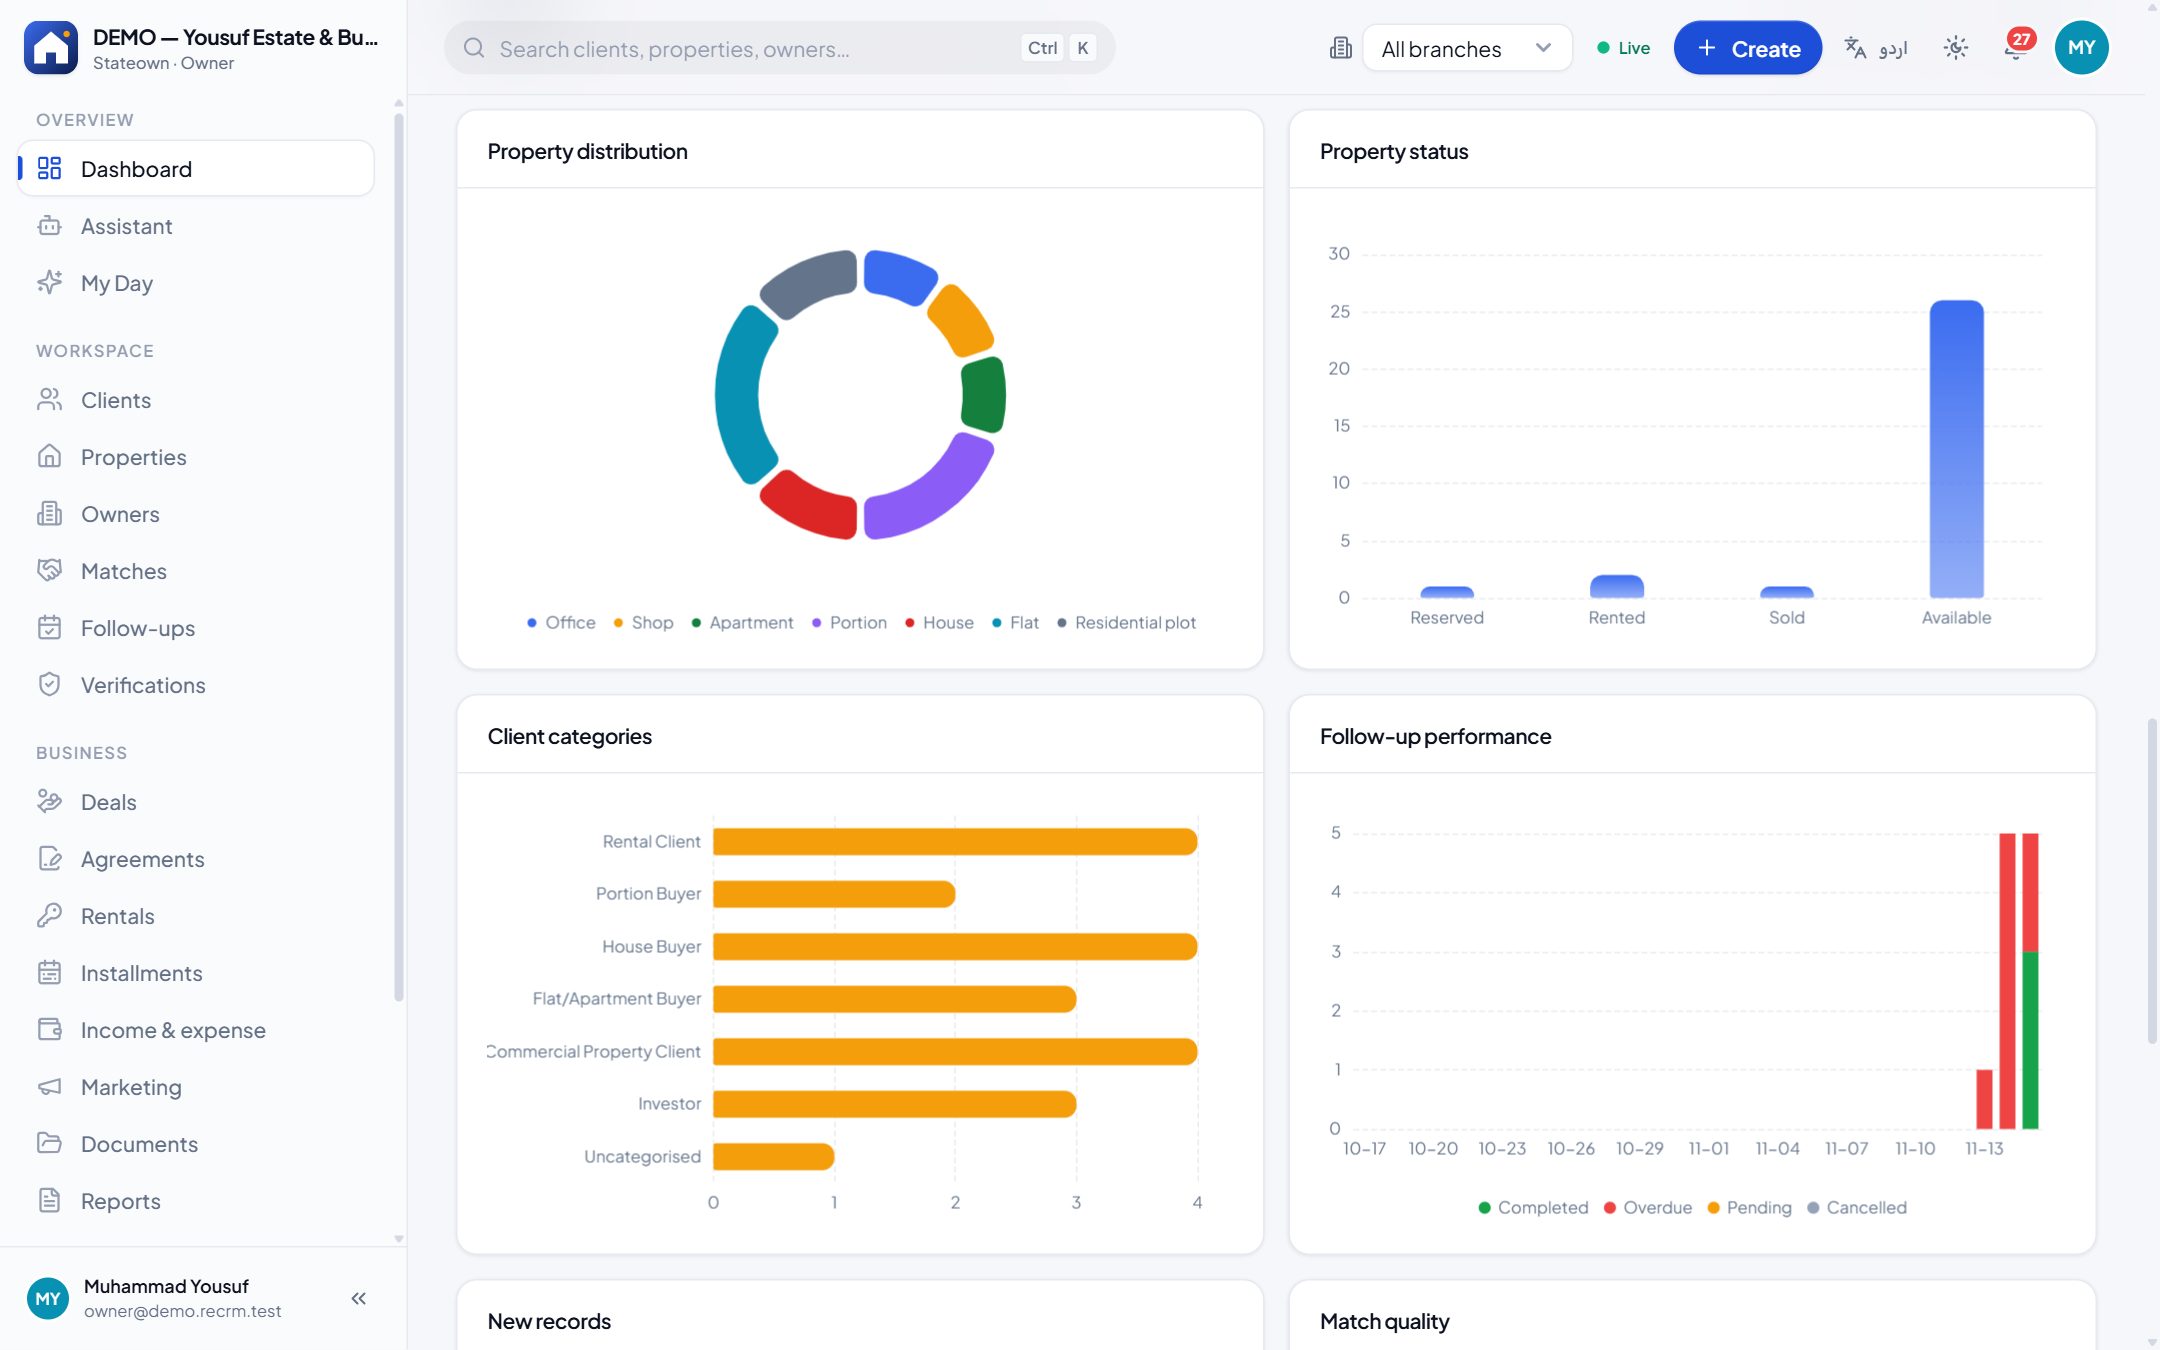 DEMO — Yousuf Estate & Bu...
Stateown · Owner
OVERVIEW
Dashboard
Assistant
My Day
WORKSPACE
Clients
Properties
Owners
Matches
Follow-ups
Verifications
BUSINESS
Deals
Agreements
Rentals
Installments
Income & expense
Marketing
Documents
Reports
MY
Muhammad Yousuf
owner@demo.recrm.test
Search clients, properties, owners...
Ctrl K
All branches
Live
Create
اردو
27
MY
Property distribution
Office Shop Apartment Portion House Flat Residential plot
Property status
30
25
20
15
10
5
0
Reserved Rented Sold Available
Client categories
Rental Client
Portion Buyer
House Buyer
Flat/Apartment Buyer
Commercial Property Client
Investor
Uncategorised
0 1 2 3 4
Follow-up performance
5
4
3
2
1
0
10-17 10-20 10-23 10-26 10-29 11-01 11-04 11-07 11-10 11-13
Completed Overdue Pending Cancelled
New records
Match quality